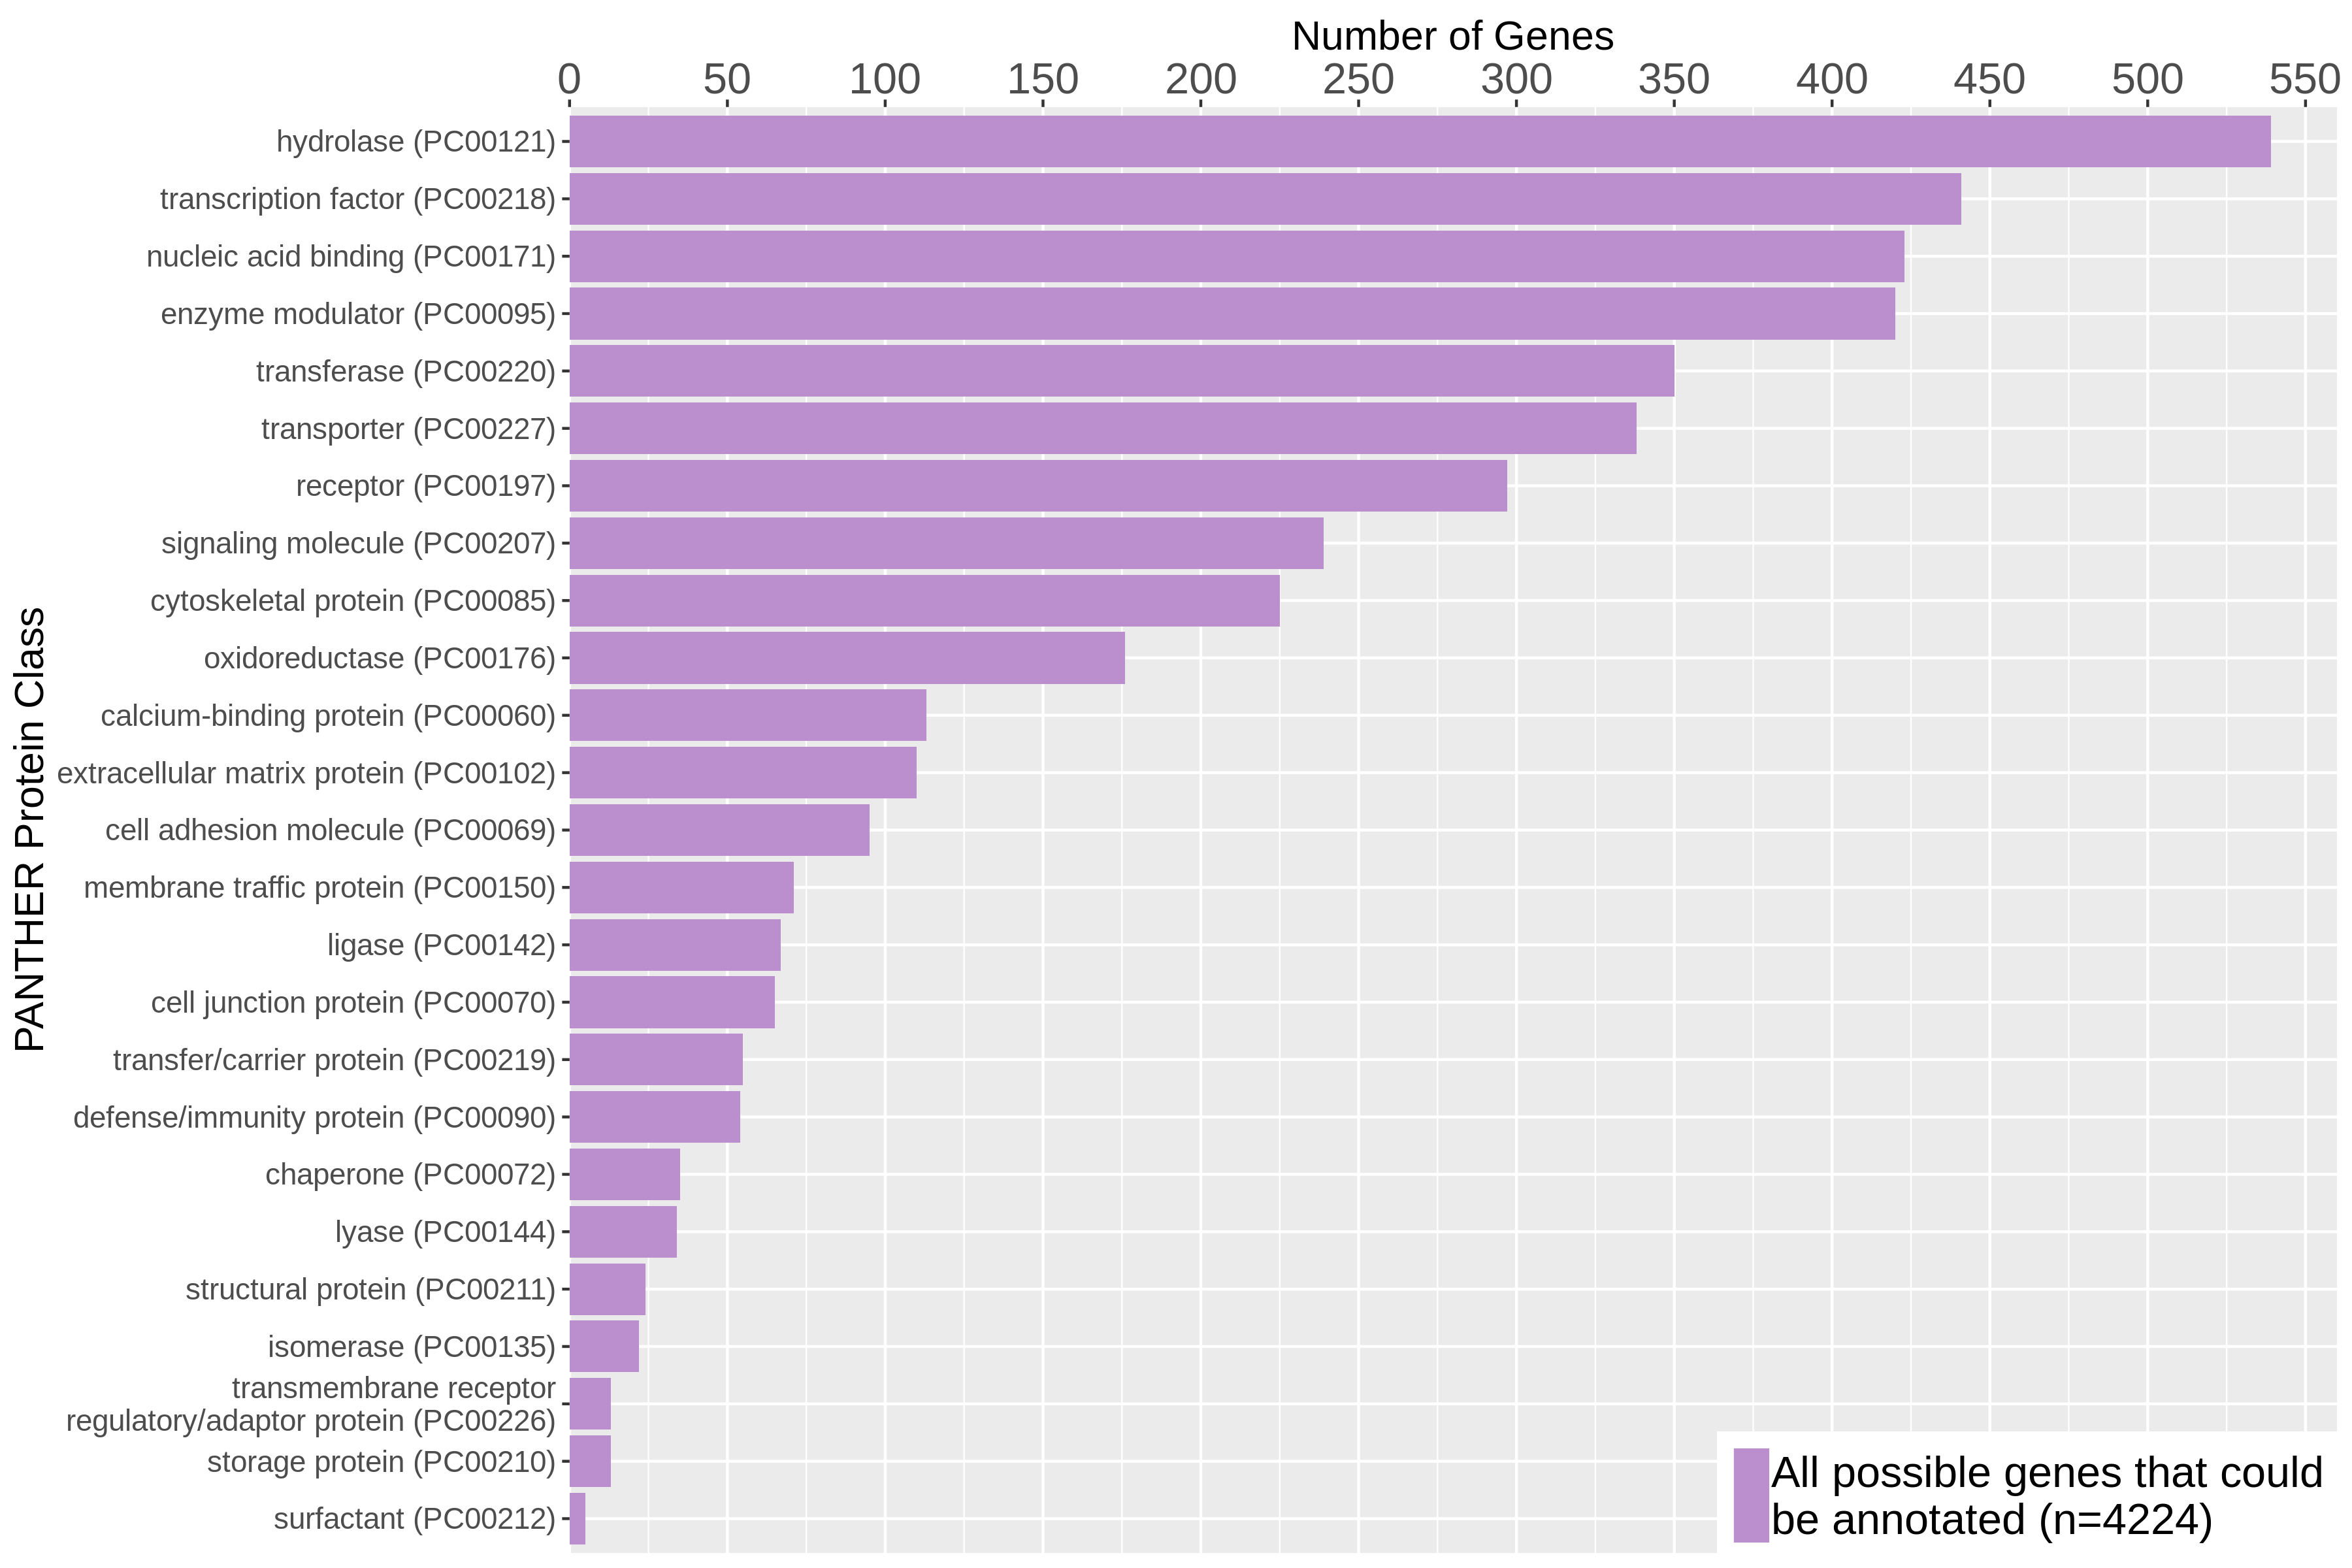 Number of Genes
0 50 100 150 200 250 300 350 400 450 500 550
PANTHER Protein Class
hydrolase (PC00121)
transcription factor (PC00218)
nucleic acid binding (PC00171)
enzyme modulator (PC00095)
transferase (PC00220)
transporter (PC00227)
receptor (PC00197)
signaling molecule (PC00207)
cytoskeletal protein (PC00085)
oxidoreductase (PC00176)
calcium-binding protein (PC00060)
extracellular matrix protein (PC00102)
cell adhesion molecule (PC00069)
membrane traffic protein (PC00150)
ligase (PC00142)
cell junction protein (PC00070)
transfer/carrier protein (PC00219)
defense/immunity protein (PC00090)
chaperone (PC00072)
lyase (PC00144)
structural protein (PC00211)
isomerase (PC00135)
transmembrane receptor
regulatory/adaptor protein (PC00226)
storage protein (PC00210)
surfactant (PC00212)
All possible genes that could
be annotated (n=4224)